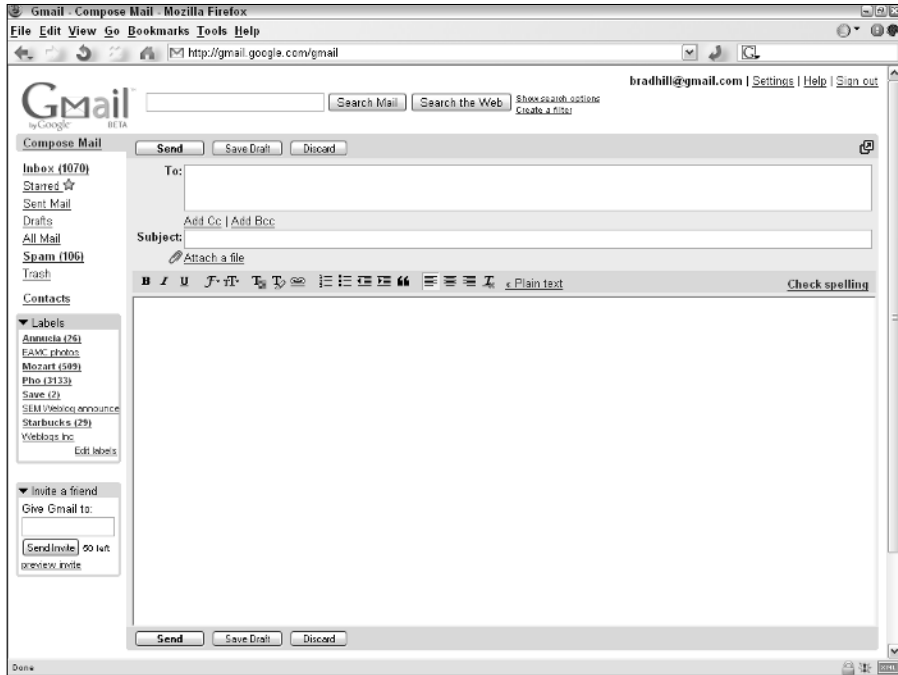 Gmail - Compose Mail - Mozilla Firefox
File Edit View Go Bookmarks Tools Help
http://gmail.google.com/gmail
G
bradhill@gmail.com | Settings | Help | Sign out
Gmail
by Google BETA
Search Mail Search the Web Show search options
Create a filter
Compose Mail
Send Save Draft Discard
Inbox (1070)
Starred
Sent Mail
Drafts
All Mail
Spam (106)
Trash
Contacts
To:
Add Cc | Add Bcc
Subject:
Attach a file
B I U F T T T « Plain text Check spelling
Labels
Annucia (26)
EAMC photos
Mozart (509)
Pho (3133)
Save (2)
SEM Weblog announce
Starbucks (29)
Weblogs Inc
Edit labels
Invite a friend
Give Gmail to:
Send Invite 50 left
preview invite
Send Save Draft Discard
Done